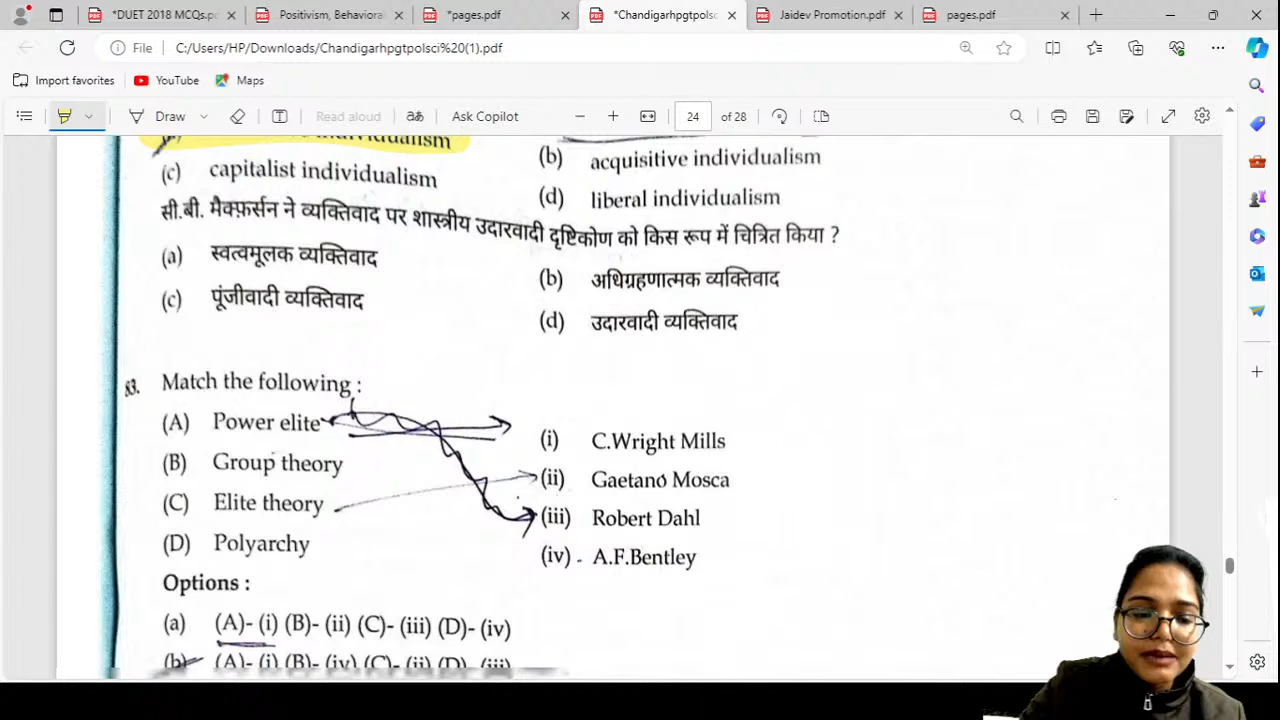 *DUET 2018 MCQs.pd
Positivism, Behaviora
*pages.pdf
*Chandigarhpgtpolsc
Jaidev Promotion.pdf
pages.pdf
File
C:/Users/HP/Downloads/Chandigarhpgtpolsci%20(1).pdf
Import favorites
YouTube
Maps
Draw
Read aloud
Ask Copilot
24
of 28
individualism
(b) acquisitive individualism
(c) capitalist individualism
(d) liberal individualism
सी.बी. मैक्फ़र्सन ने व्यक्तिवाद पर शास्त्रीय उदारवादी दृष्टिकोण को किस रूप में चित्रित किया ?
(a) स्वत्वमूलक व्यक्तिवाद
(b) अधिग्रहणात्मक व्यक्तिवाद
(c) पूंजीवादी व्यक्तिवाद
(d) उदारवादी व्यक्तिवाद
83. Match the following :
(A) Power elite
(i) C.Wright Mills
(B) Group theory
(ii) Gaetano Mosca
(C) Elite theory
(iii) Robert Dahl
(D) Polyarchy
(iv) A.F.Bentley
Options :
(a) (A)- (i) (B)- (ii) (C)- (iii) (D)- (iv)
(b) (A)- (i) (B)- (iv) (C)- (ii) (D)- (iii)